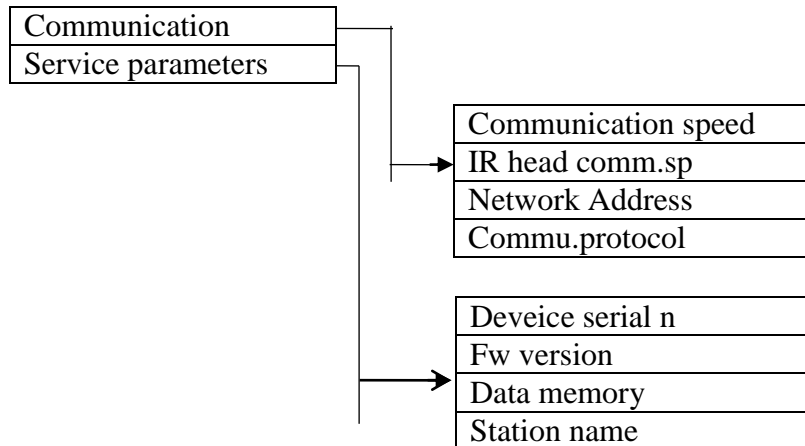 Communication
Service parameters
Communication speed
IR head comm.sp
Network Address
Commu.protocol
Deveice serial n
Fw version
Data memory
Station name